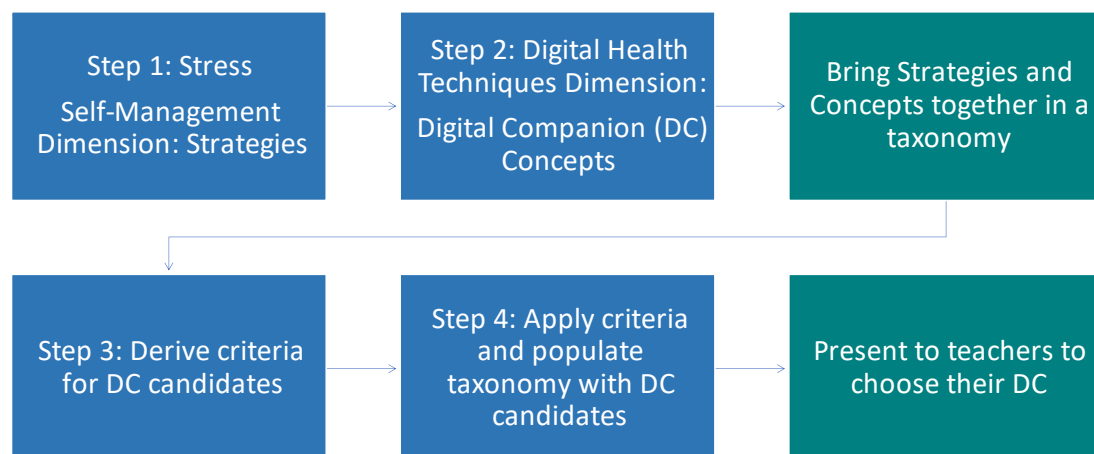 Step 1: Stress
Self-Management
Dimension: Strategies
Step 2: Digital Health
Techniques Dimension:
Digital Companion (DC)
Concepts
Bring Strategies and
Concepts together in a
taxonomy
Step 3: Derive criteria
for DC candidates
Step 4: Apply criteria
and populate
taxonomy with DC
candidates
Present to teachers to
choose their DC